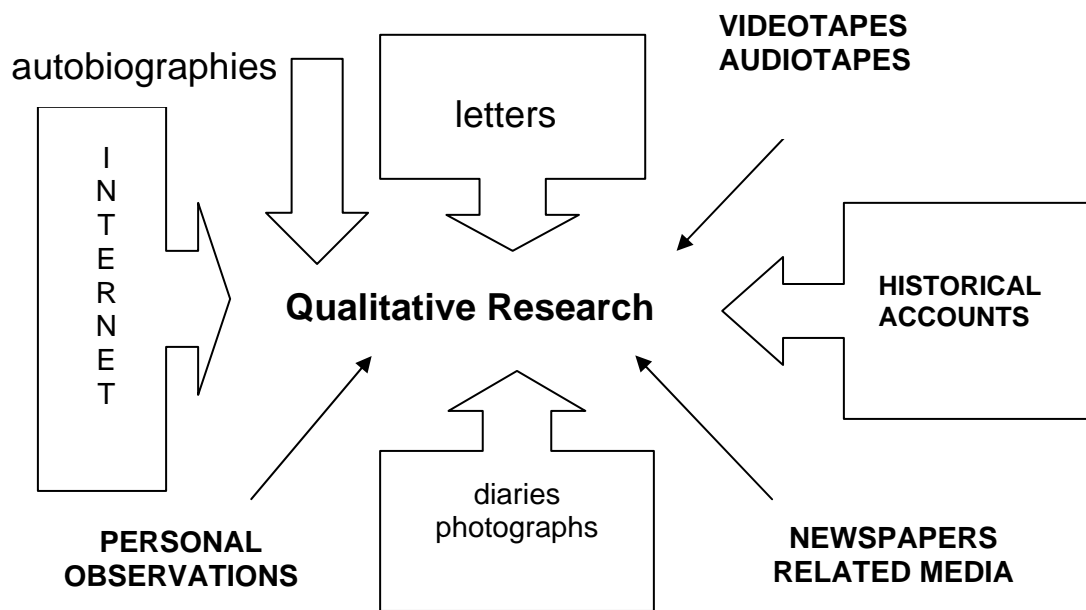 VIDEOTAPES
AUDIOTAPES
autobiographies
letters
I
N
T
E
R
N
E
T
HISTORICAL
ACCOUNTS
Qualitative Research
diaries
photographs
PERSONAL
OBSERVATIONS
NEWSPAPERS
RELATED MEDIA